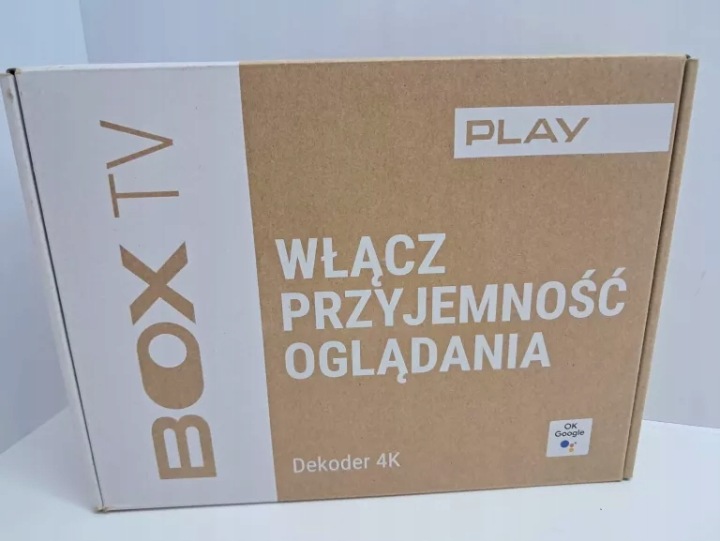 BOX TV
PLAY
WŁĄCZ
PRZYJEMNOŚĆ
OGLĄDANIA
Dekoder 4K
OK
Google